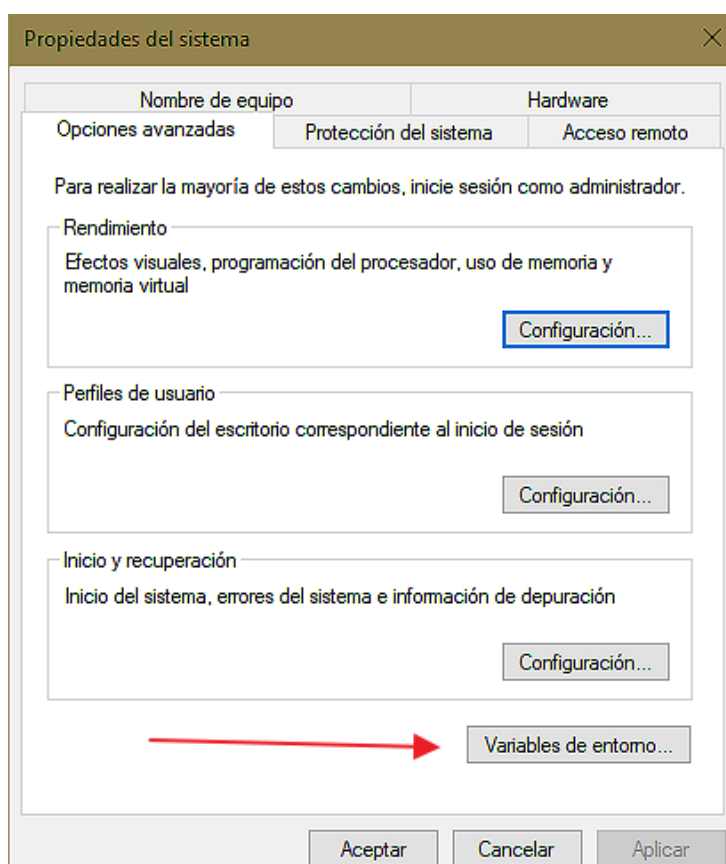 Propiedades del sistema
Nombre de equipo
Hardware
Opciones avanzadas
Protección del sistema
Acceso remoto
Para realizar la mayoría de estos cambios, inicie sesión como administrador.
Rendimiento
Efectos visuales, programación del procesador, uso de memoria y
memoria virtual
Configuración...
Perfiles de usuario
Configuración del escritorio correspondiente al inicio de sesión
Configuración...
Inicio y recuperación
Inicio del sistema, errores del sistema e información de depuración
Configuración...
Variables de entorno...
Aceptar
Cancelar
Aplicar